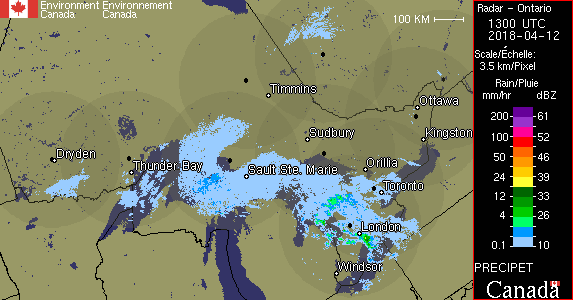 Environment Environnement
Canada Canada
Radar - Ontario
1300 UTC
2018-04-12
Scale/Échelle:
3.5 km/Pixel
Rain/Pluie
mm/hr dBZ
200 61
100 52
50 46
24 39
12 33
4 26
0.1 10
PRECIPET
Canada
100 KM
Timmins
Ottawa
Sudbury
Kingston
Dryden
Thunder Bay
Sault Ste. Marie
Orillia
Toronto
London
Windsor